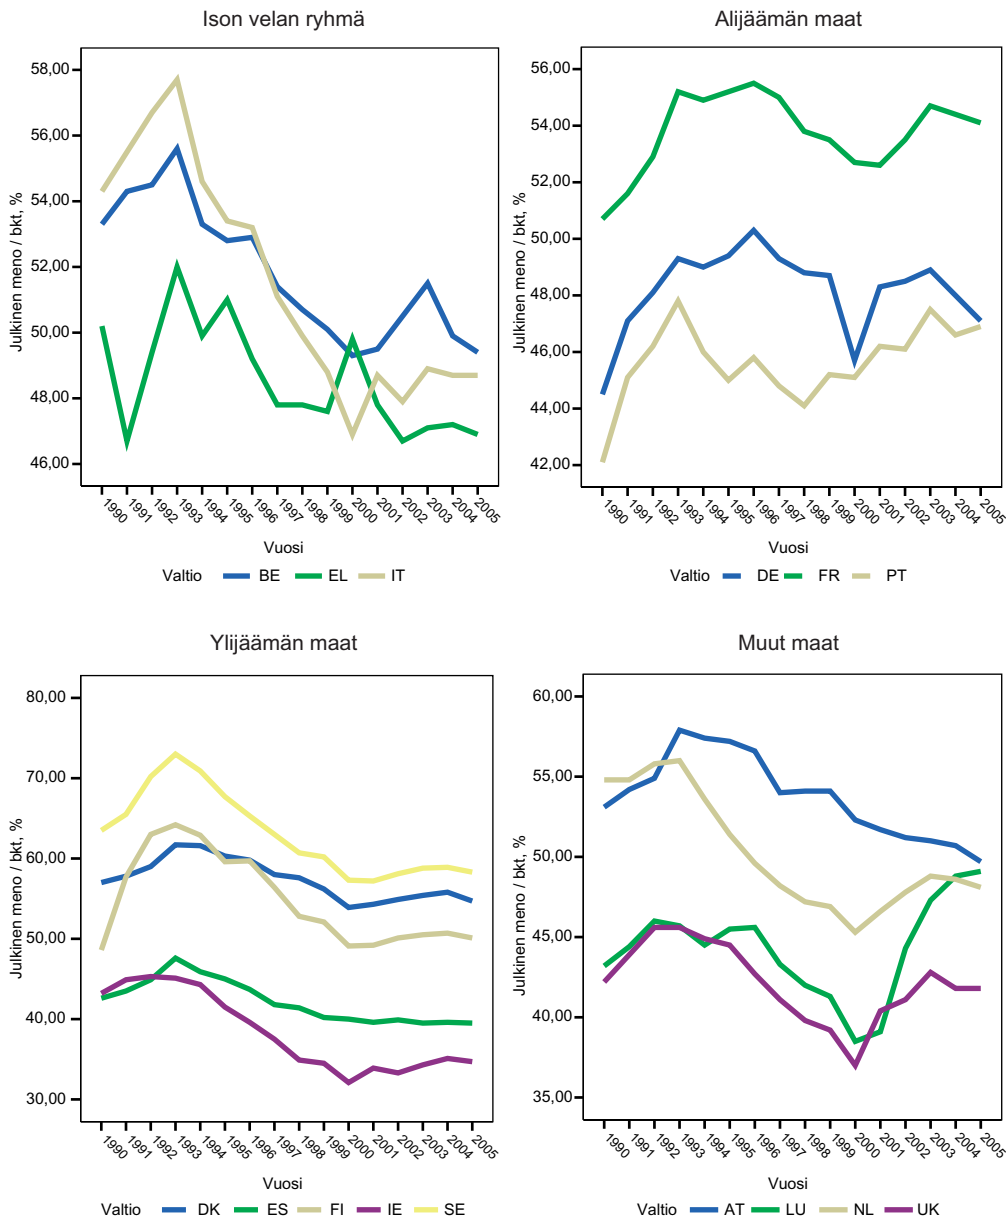 Ison velan ryhmä
Julkinen meno / bkt, %
58,00
56,00
54,00
52,00
50,00
48,00
46,00
1990 1991 1992 1993 1994 1995 1996 1997 1998 1999 2000 2001 2002 2003 2004 2005
Vuosi
Valtio BE EL IT
Alijäämän maat
Julkinen meno / bkt, %
56,00
54,00
52,00
50,00
48,00
46,00
44,00
42,00
1990 1991 1992 1993 1994 1995 1996 1997 1998 1999 2000 2001 2002 2003 2004 2005
Vuosi
Valtio DE FR PT
Ylijäämän maat
Julkinen meno / bkt, %
80,00
70,00
60,00
50,00
40,00
30,00
1990 1991 1992 1993 1994 1995 1996 1997 1998 1999 2000 2001 2002 2003 2004 2005
Vuosi
Valtio DK ES FI IE SE
Muut maat
Julkinen meno / bkt, %
60,00
55,00
50,00
45,00
40,00
35,00
1990 1991 1992 1993 1994 1995 1996 1997 1998 1999 2000 2001 2002 2003 2004 2005
Vuosi
Valtio AT LU NL UK